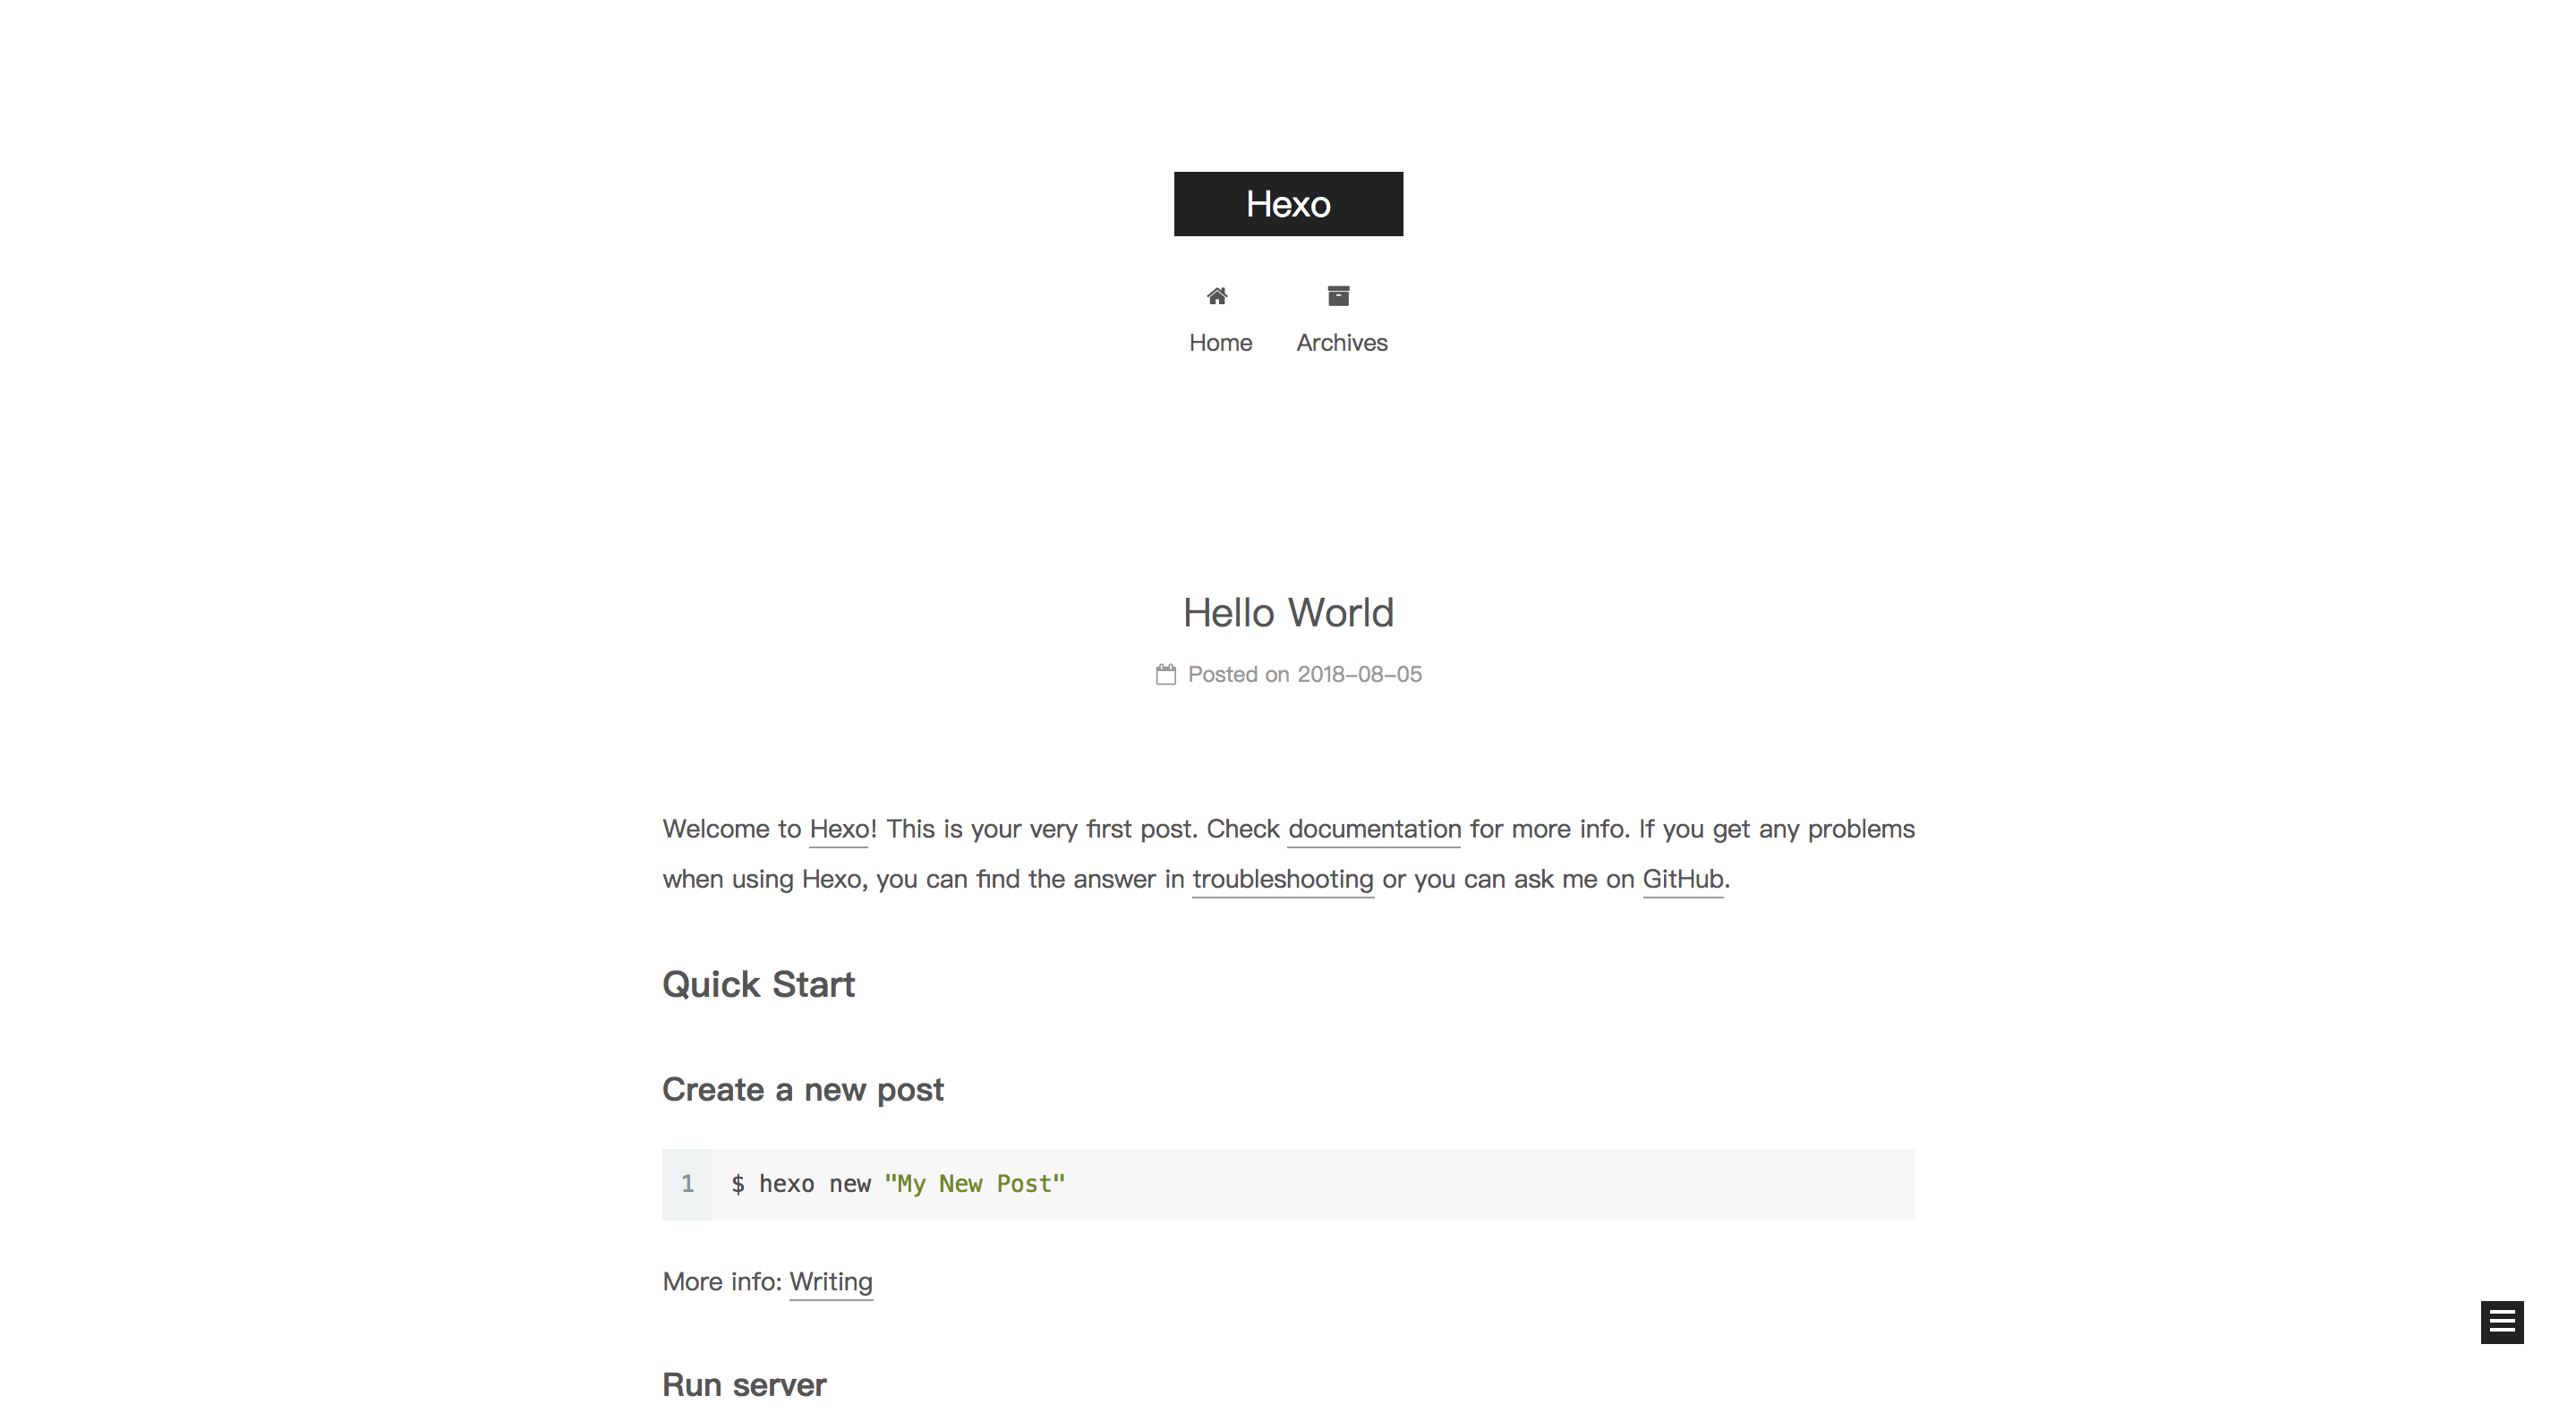 Hexo
Home Archives
Hello World
Posted on 2018-08-05
Welcome to Hexo! This is your very first post. Check documentation for more info. If you get any problems
when using Hexo, you can find the answer in troubleshooting or you can ask me on GitHub.
Quick Start
Create a new post
1 $ hexo new "My New Post"
More info: Writing
Run server